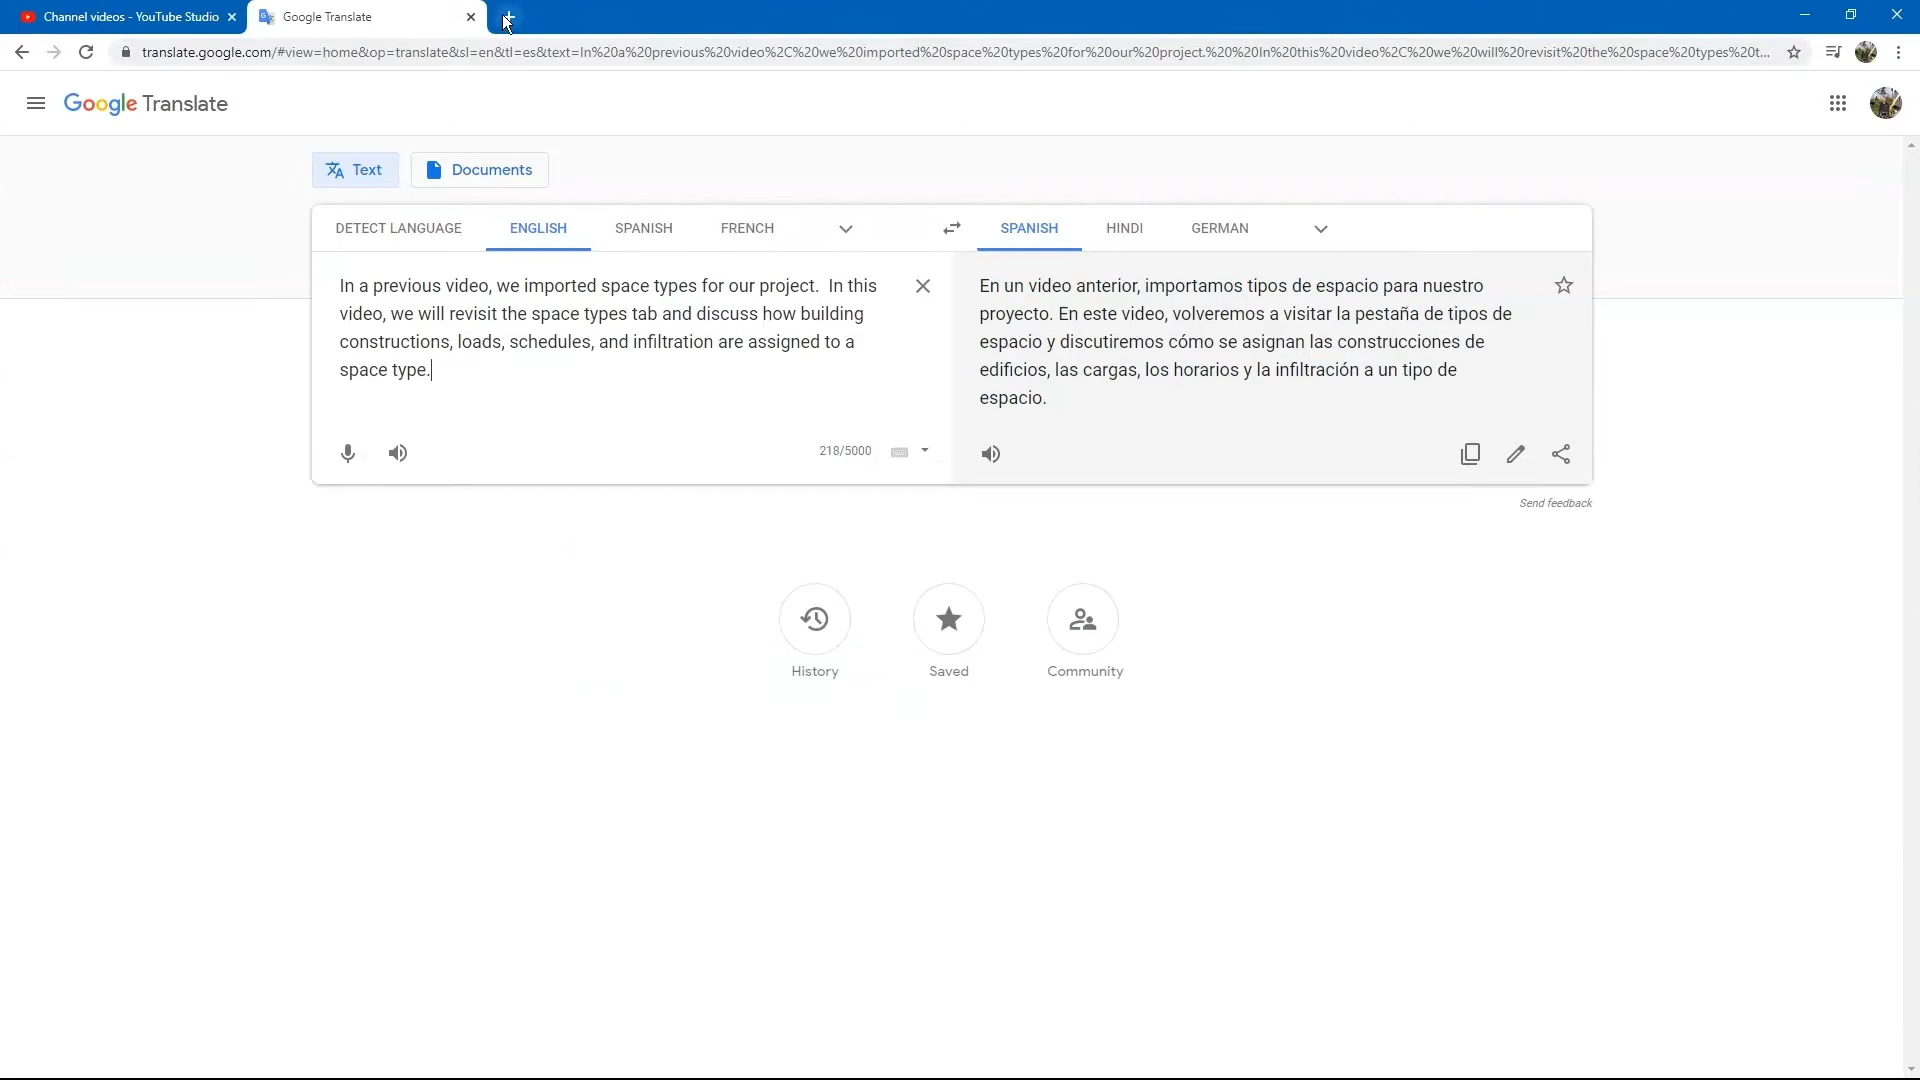 Channel videos - YouTube Studio
Google Translate
translate.google.com/#view=home&op=translate&sl=en&tl=es&text=In%20a%20previous%20video%2C%20we%20imported%20space%20types%20for%20our%20project.%20%20In%20this%20video%2C%20we%20will%20revisit%20the%20space%20types%20t...
Google Translate
Text
Documents
DETECT LANGUAGE
ENGLISH
SPANISH
FRENCH
SPANISH
HINDI
GERMAN
In a previous video, we imported space types for our project.  In this
video, we will revisit the space types tab and discuss how building
constructions, loads, schedules, and infiltration are assigned to a
space type.
218/5000
En un video anterior, importamos tipos de espacio para nuestro
proyecto. En este video, volveremos a visitar la pestaña de tipos de
espacio y discutiremos cómo se asignan las construcciones de
edificios, las cargas, los horarios y la infiltración a un tipo de
espacio.
Send feedback
History
Saved
Community